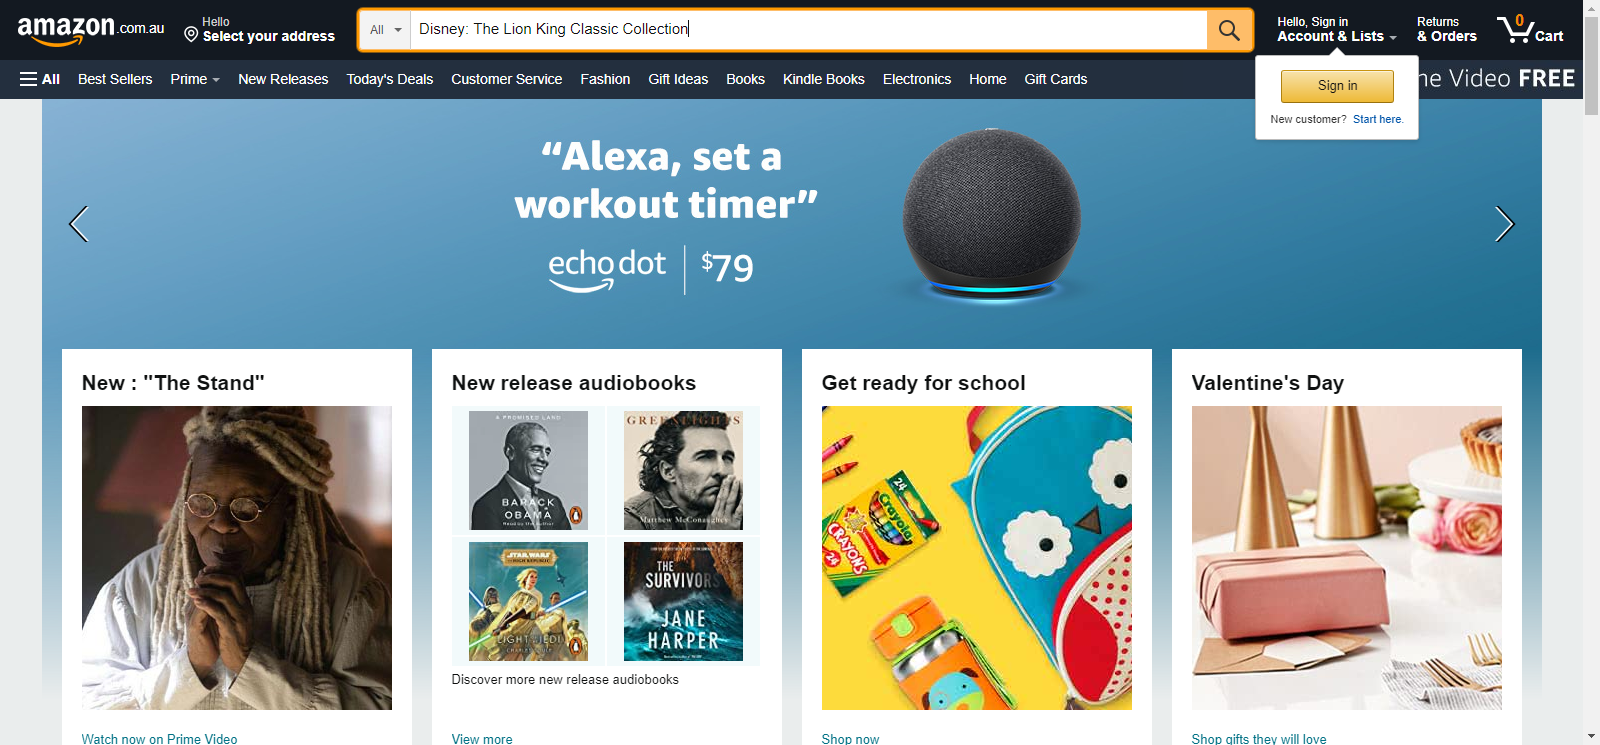 amazon.com.au
Hello
Select your address
All
Disney: The Lion King Classic Collection
Hello, Sign in
Account & Lists
Returns
& Orders
0
Cart
All
Best Sellers
Prime
New Releases
Today's Deals
Customer Service
Fashion
Gift Ideas
Books
Kindle Books
Electronics
Home
Gift Cards
Video FREE
Sign in
New customer? Start here.
“Alexa, set a
workout timer”
echo dot
$79
New : "The Stand"
Watch now on Prime Video
New release audiobooks
A PROMISED LAND
BARACK
OBAMA
Read by the Author
GREENLIGHTS
Matthew McConaughey
STAR WARS
THE HIGH REPUBLIC
LIGHT OF THE JEDI
CHARLES SOULE
THE
SURVIVORS
JANE
HARPER
Discover more new release audiobooks
View more
Get ready for school
24
Crayola
CRAYONS
24
Shop now
Valentine's Day
Shop gifts they will love